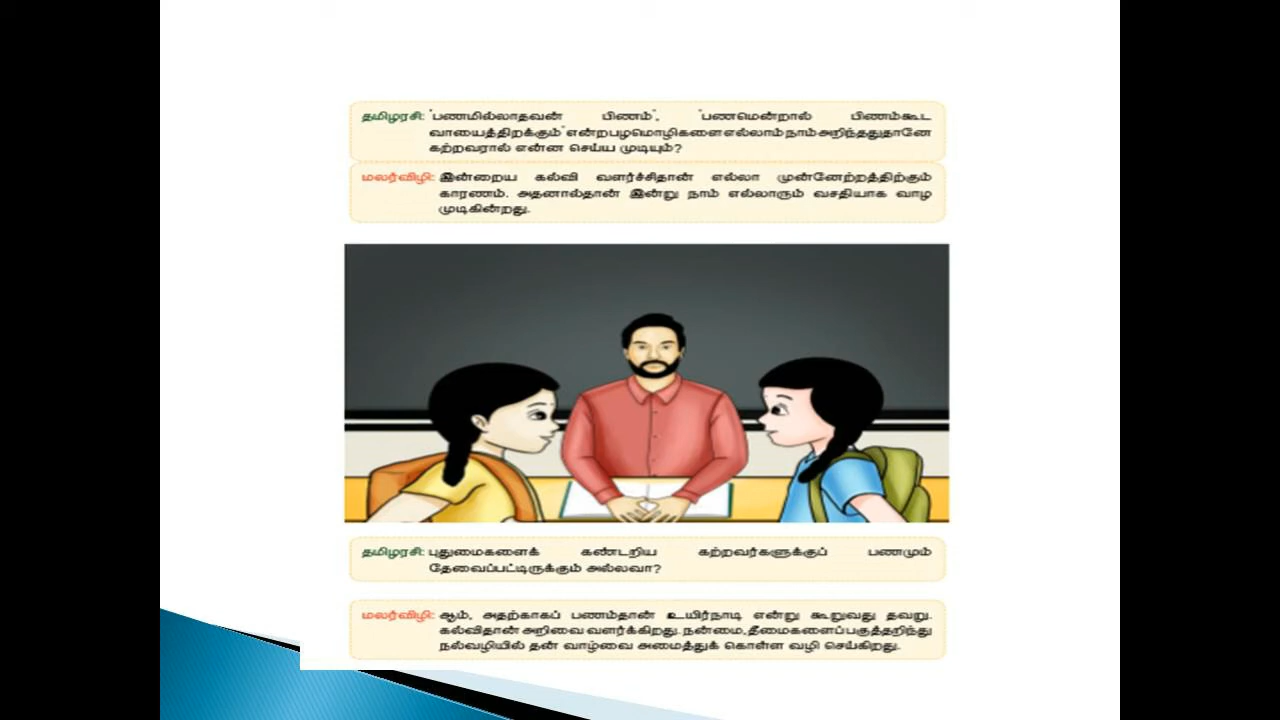 தமிழரசி: "பணமில்லாதவன் பிணம்", "பணமென்றால் பிணம்கூட
வாயைத்திறக்கும்" என்ற பழமொழிகளை எல்லாம் நாம் அறிந்ததுதானே
கற்றவரால் என்ன செய்ய முடியும்?
மலர்விழி: இன்றைய கல்வி வளர்ச்சிதான் எல்லா முன்னேற்றத்திற்கும்
காரணம். அதனால்தான் இன்று நாம் எல்லாரும் வசதியாக வாழ
முடிகின்றது.
தமிழரசி: புதுமைகளைக் கண்டறிய கற்றவர்களுக்குப் பணமும்
தேவைப்பட்டிருக்கும் அல்லவா?
மலர்விழி: ஆம், அதற்காகப் பணம்தான் உயிர்நாடி என்று கூறுவது தவறு.
கல்விதான் அறிவை வளர்க்கிறது. நன்மை, தீமைகளைப் பகுத்தறிந்து
நல்வழியில் தன் வாழ்வை அமைத்துக் கொள்ள வழி செய்கிறது.